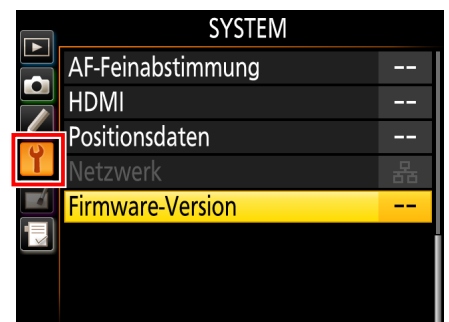 SYSTEM
AF-Feinabstimmung --
HDMI --
Positionsdaten --
Netzwerk
Firmware-Version --